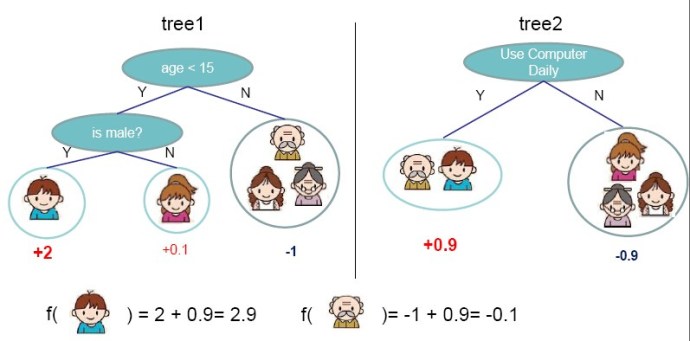 tree1
tree2
age < 15
Use Computer
Daily
Y
N
Y
N
is male?
Y
N
+2
+0.1
-1
+0.9
-0.9
f( ) = 2 + 0.9= 2.9
f( )= -1 + 0.9= -0.1